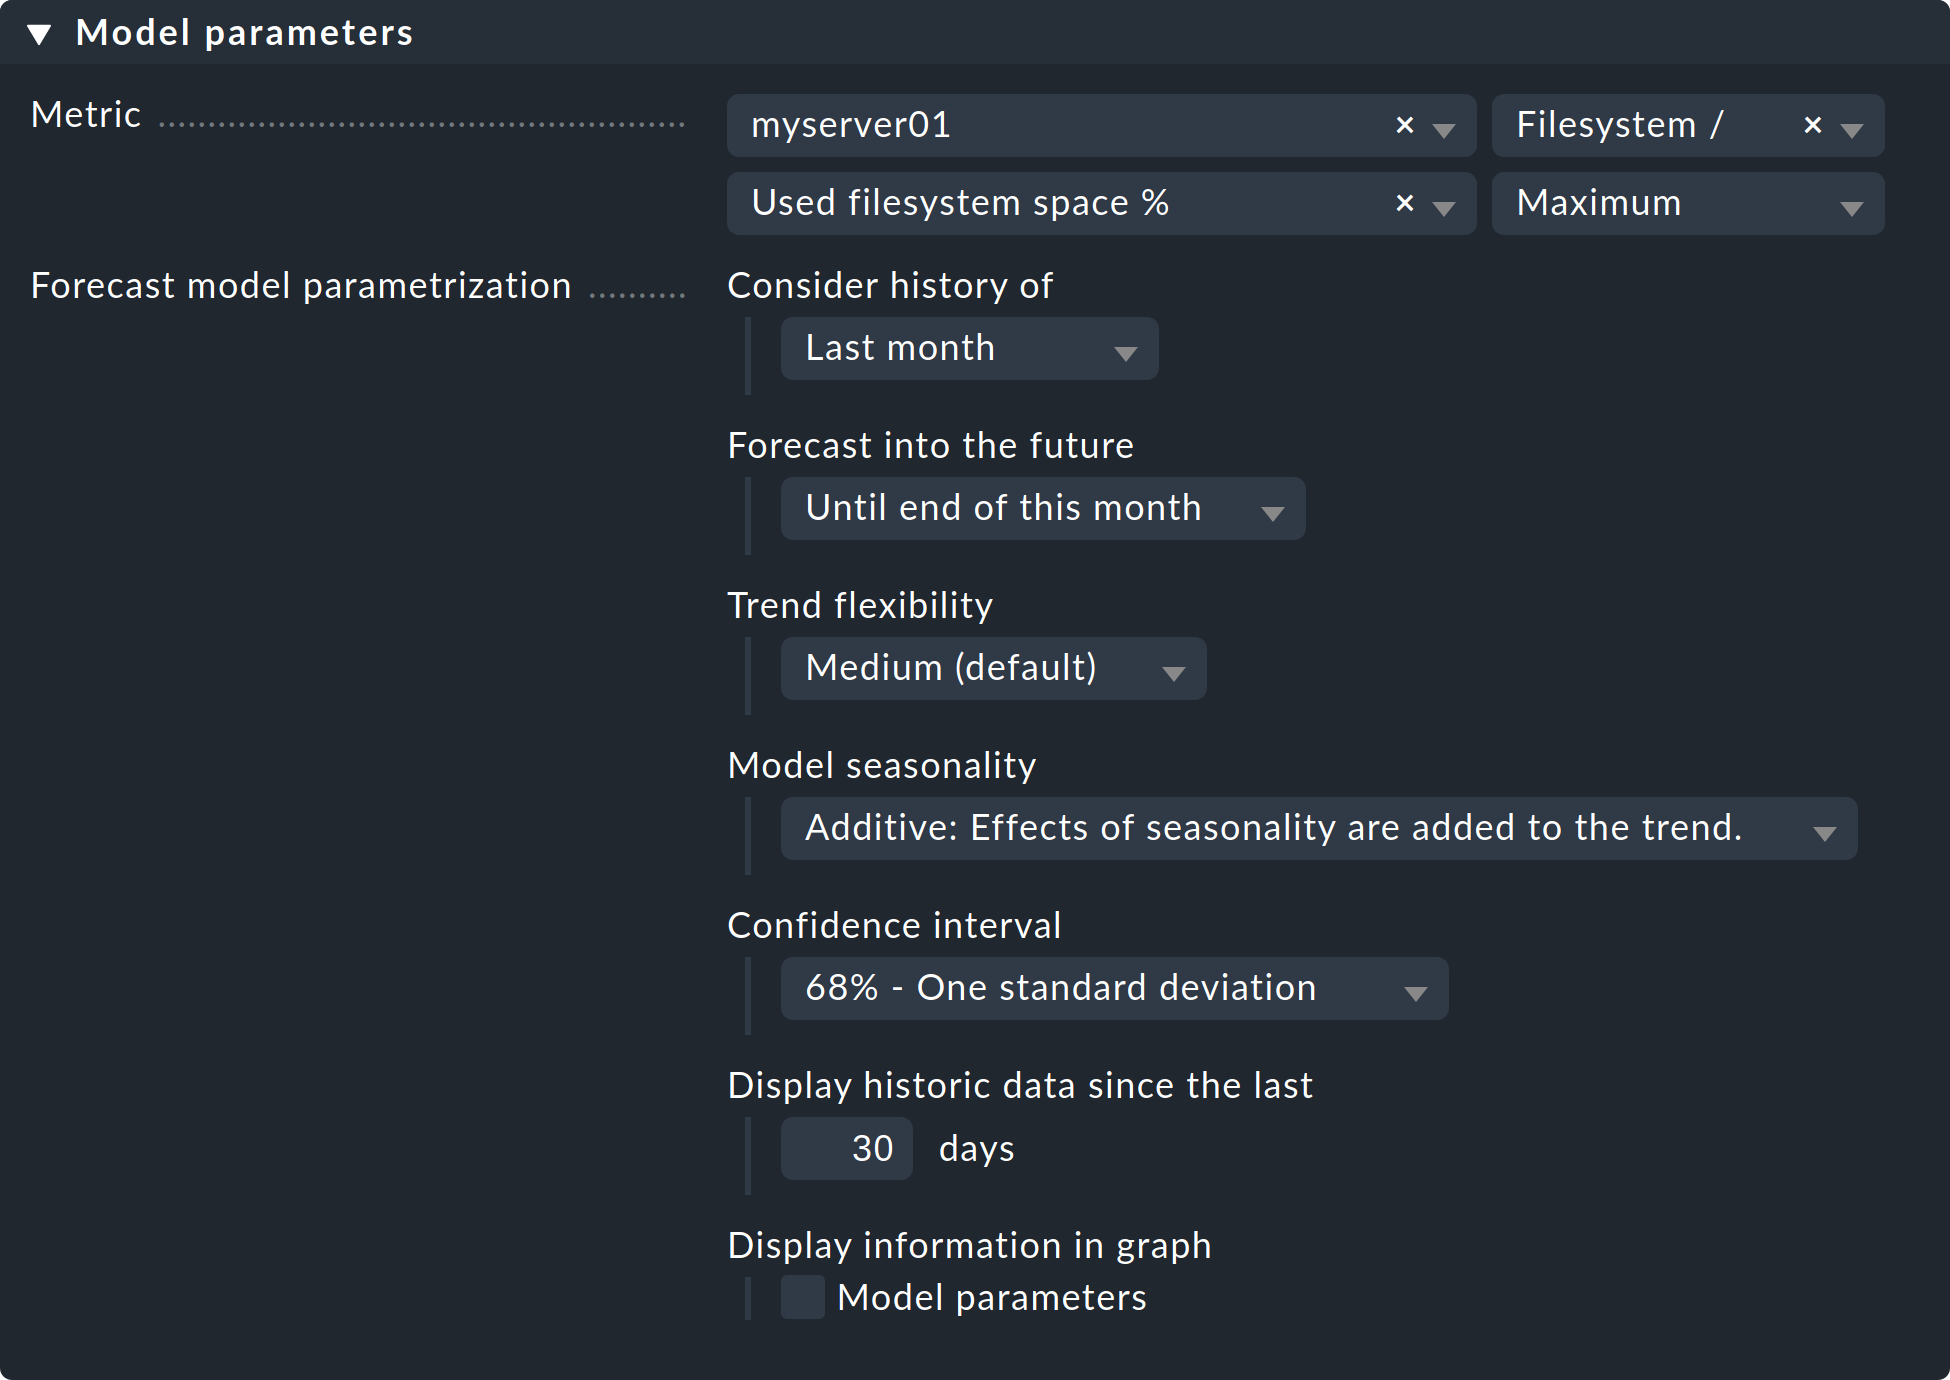 Model parameters
Metric
myserver01 × Filesystem / ×
Used filesystem space % × Maximum
Forecast model parametrization
Consider history of
Last month
Forecast into the future
Until end of this month
Trend flexibility
Medium (default)
Model seasonality
Additive: Effects of seasonality are added to the trend.
Confidence interval
68% - One standard deviation
Display historic data since the last
30 days
Display information in graph
Model parameters